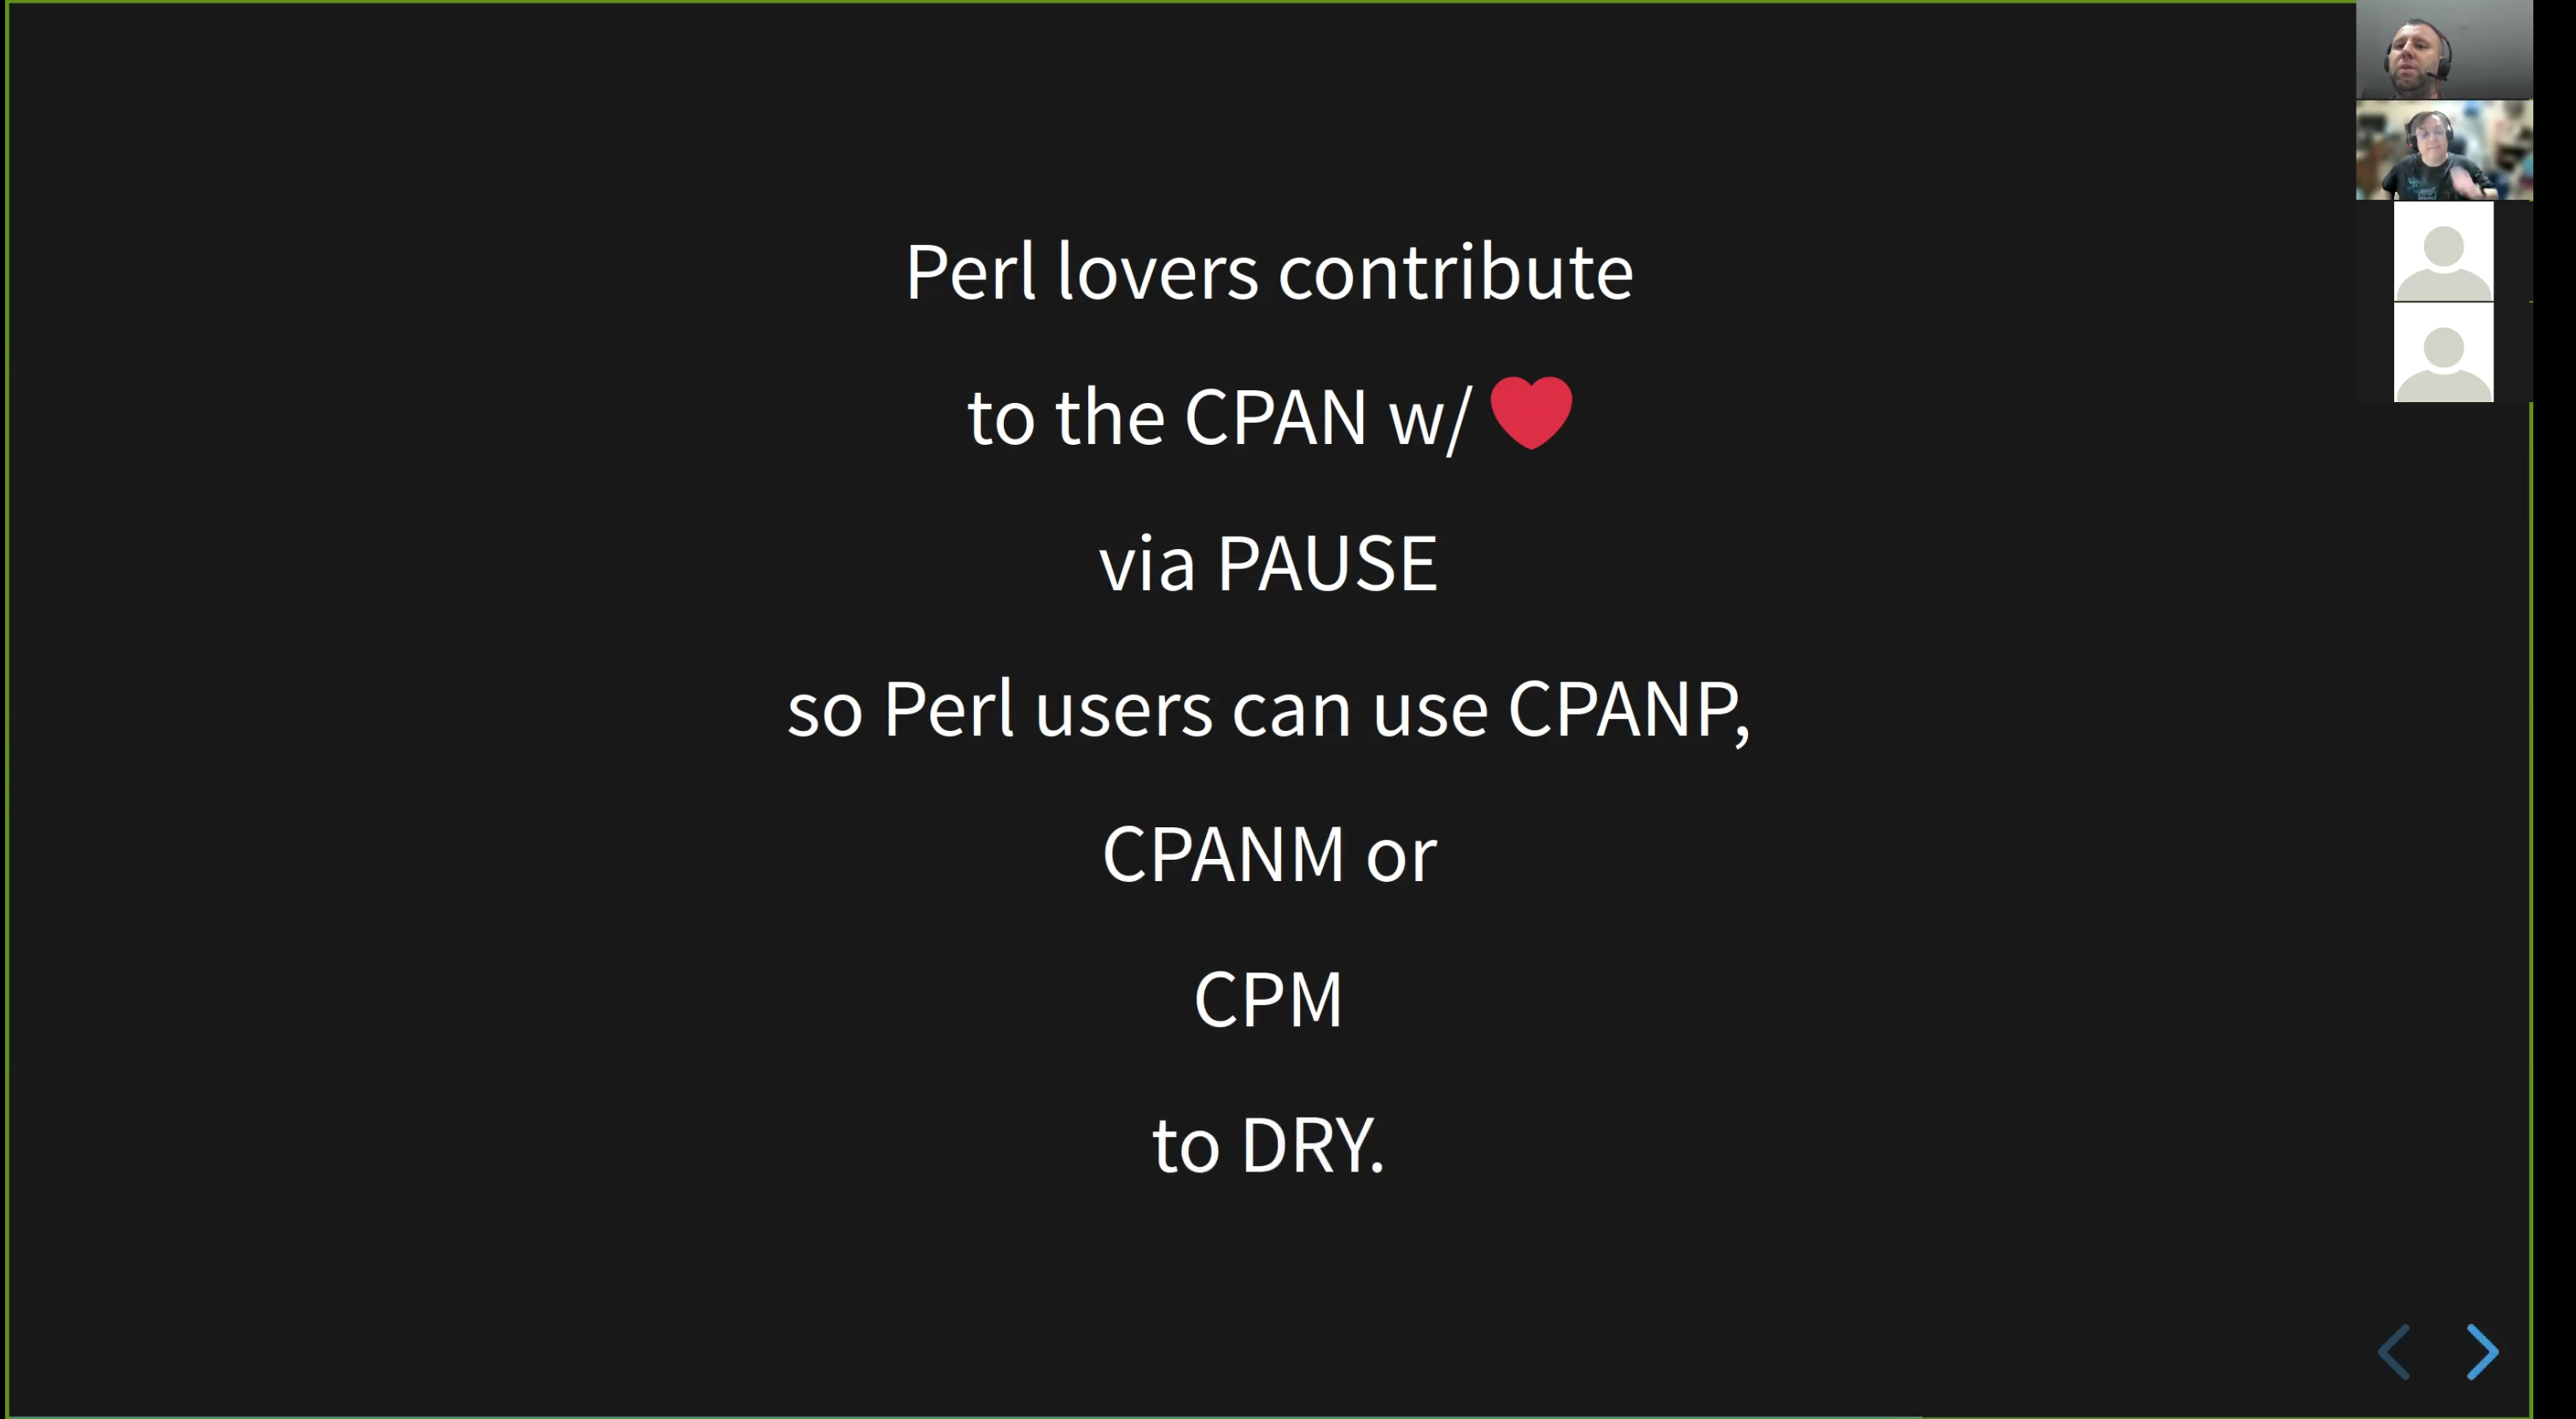 Perl lovers contribute
to the CPAN w/ ❤️
via PAUSE
so Perl users can use CPANP,
CPANM or
CPM
to DRY.